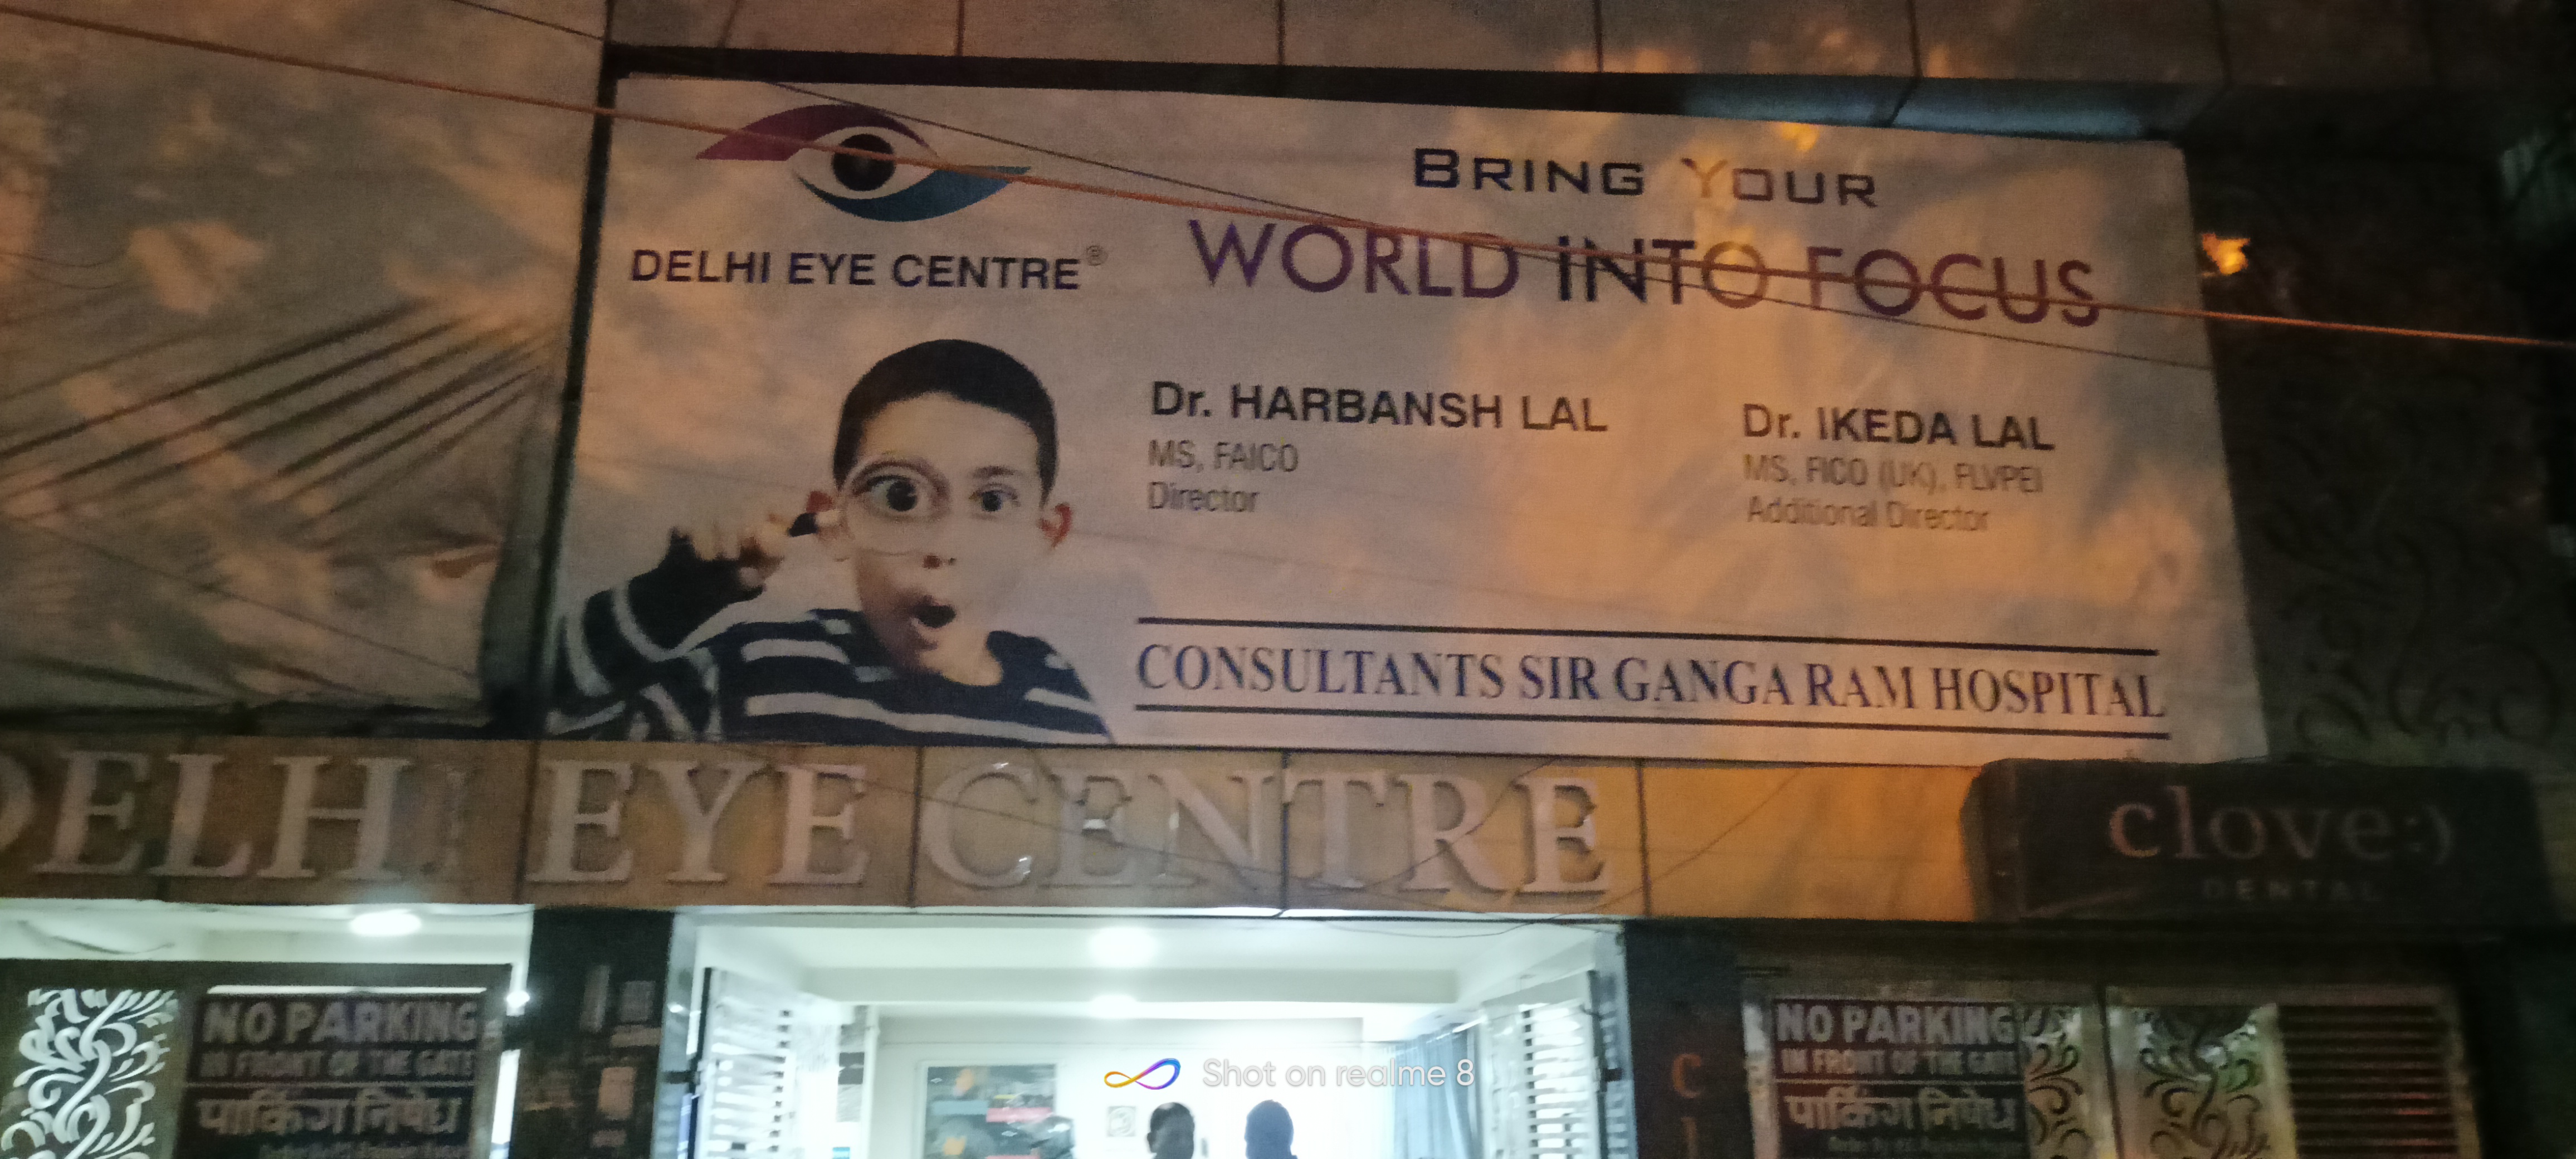 DELHI EYE CENTRE®
BRING YOUR
WORLD INTO FOCUS
Dr. HARBANSH LAL
MS, FAICO
Director
Dr. IKEDA LAL
MS, FICO (UK), FLVPEI
Additional Director
CONSULTANTS SIR GANGA RAM HOSPITAL
DELHI EYE CENTRE
clove:)
DENTAL
NO PARKING
IN FRONT OF THE GATE
पार्किंग निषेध
NO PARKING
IN FRONT OF THE GATE
पार्किंग निषेध
Shot on realme 8